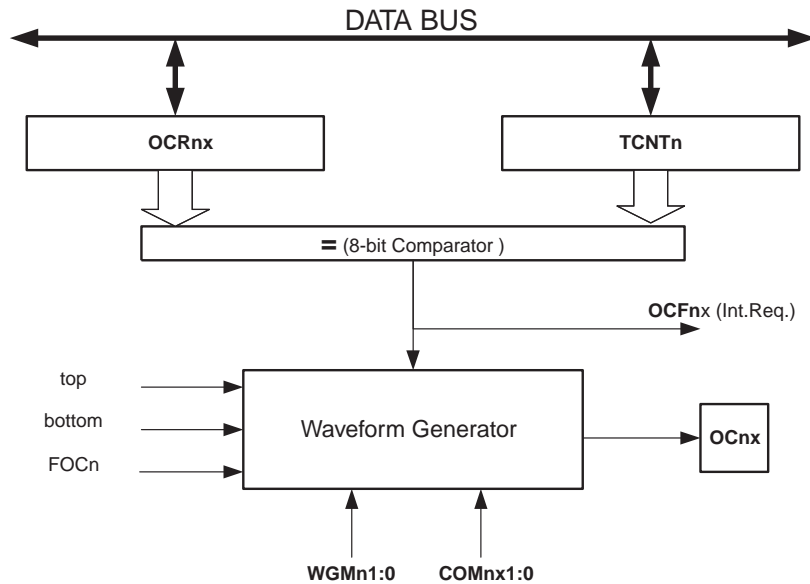 DATA BUS
OCRnx
TCNTn
= (8-bit Comparator )
OCFnx (Int.Req.)
top
bottom
FOCn
Waveform Generator
OCnx
WGMn1:0
COMnx1:0